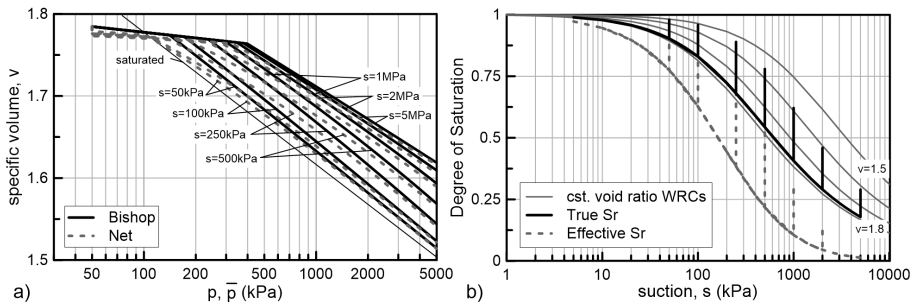 1.8
1.7
1.6
1.5
specific volume, v
saturated
s=50kPa
s=100kPa
s=250kPa
s=500kPa
s=1MPa
s=2MPa
s=5MPa
Bishop
Net
50 100 200 500 1000 2000 5000
p, p̅ (kPa)
a)
1
0.75
0.5
0.25
0
Degree of Saturation
v=1.5
v=1.8
cst. void ratio WRCs
True Sr
Effective Sr
1 10 100 1000 10000
suction, s (kPa)
b)